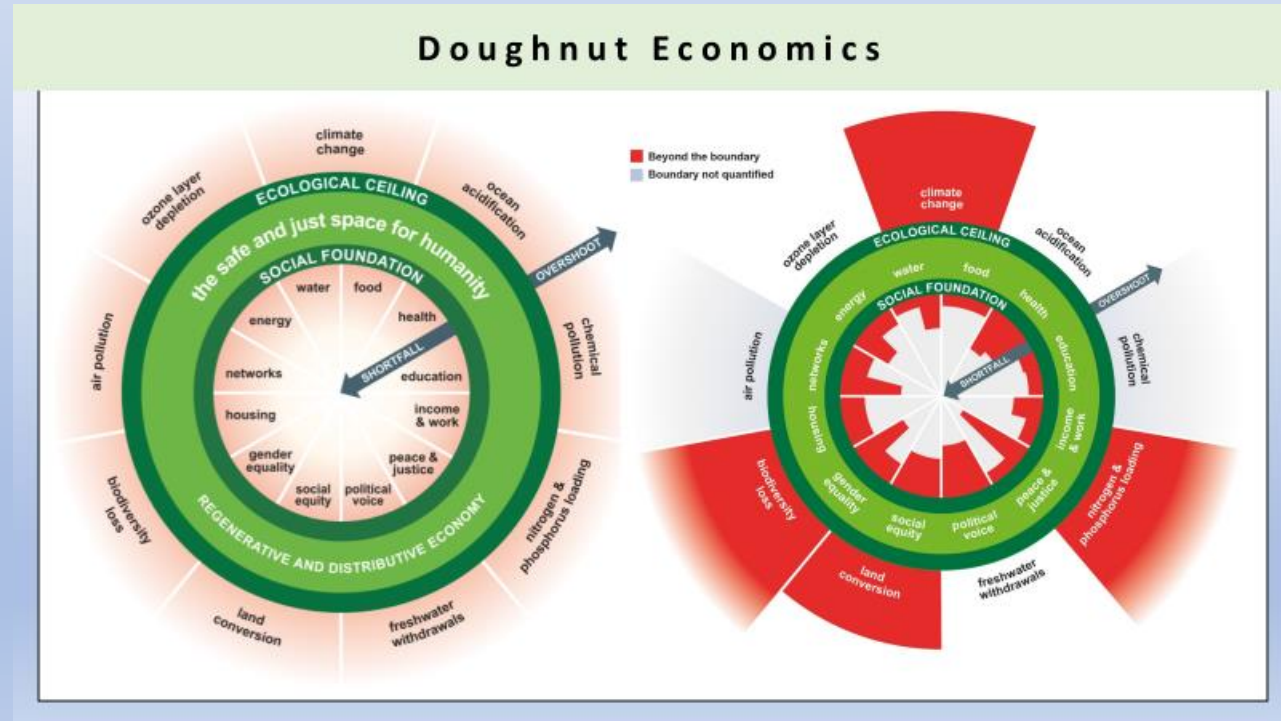 Doughnut Economics
climate
change
ocean
acidification
chemical
pollution
nitrogen &
phosphorus loading
freshwater
withdrawals
land
conversion
biodiversity
loss
air pollution
ozone layer
depletion
ECOLOGICAL CEILING
the safe and just space for humanity
SOCIAL FOUNDATION
OVERSHOOT
SHORTFALL
water
food
health
education
income
& work
peace &
justice
political
voice
social
equity
gender
equality
housing
networks
energy
REGENERATIVE AND DISTRIBUTIVE ECONOMY
Beyond the boundary
Boundary not quantified
climate
change
ocean
acidification
chemical
pollution
nitrogen &
phosphorus loading
freshwater
withdrawals
land
conversion
biodiversity
loss
air pollution
ozone layer
depletion
ECOLOGICAL CEILING
OVERSHOOT
water
food
health
education
income
& work
peace &
justice
political
voice
social
equity
gender
equality
housing
networks
energy
SOCIAL FOUNDATION
SHORTFALL